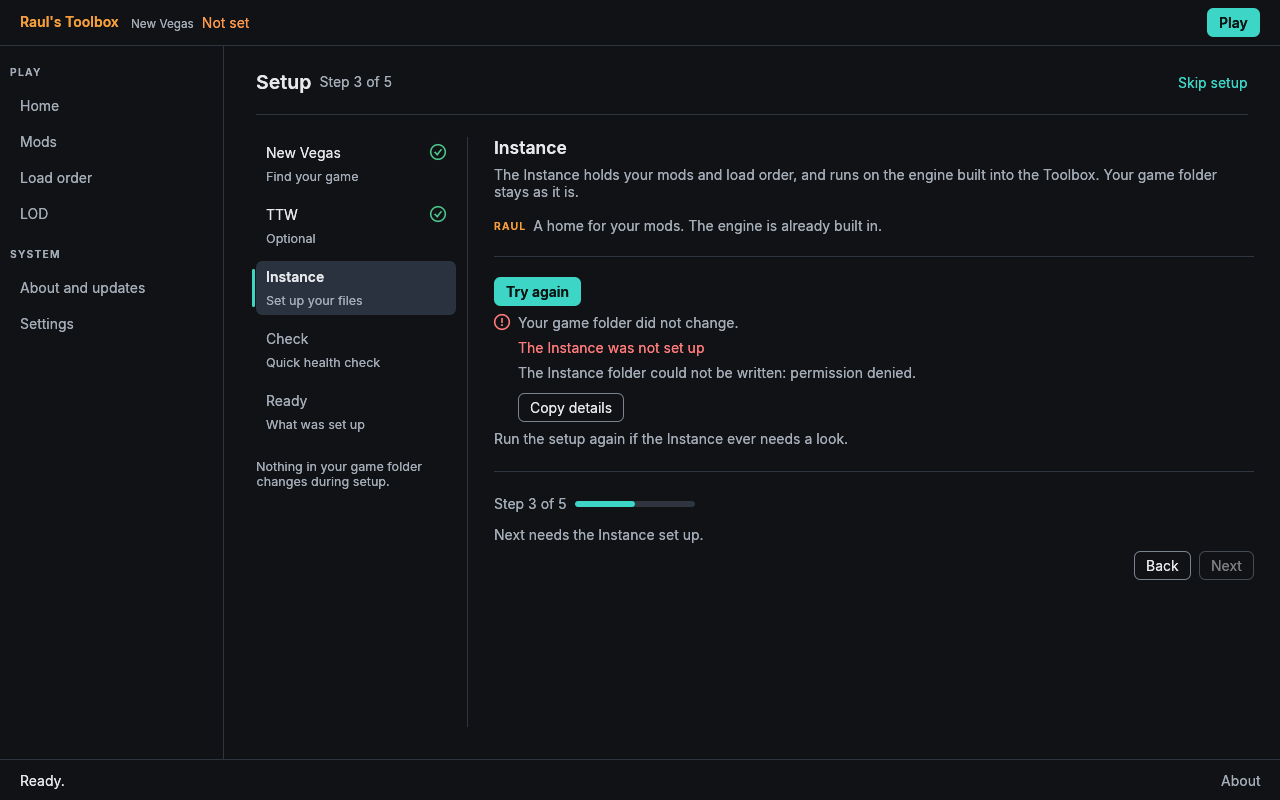 Raul's Toolbox New Vegas Not set
Play
PLAY
Home
Mods
Load order
LOD
SYSTEM
About and updates
Settings
Setup Step 3 of 5
Skip setup
New Vegas
Find your game
TTW
Optional
Instance
Set up your files
Check
Quick health check
Ready
What was set up
Nothing in your game folder
changes during setup.
Instance
The Instance holds your mods and load order, and runs on the engine built into the Toolbox. Your game folder
stays as it is.
RAUL A home for your mods. The engine is already built in.
Try again
Your game folder did not change.
The Instance was not set up
The Instance folder could not be written: permission denied.
Copy details
Run the setup again if the Instance ever needs a look.
Step 3 of 5
Next needs the Instance set up.
Back Next
Ready.
About